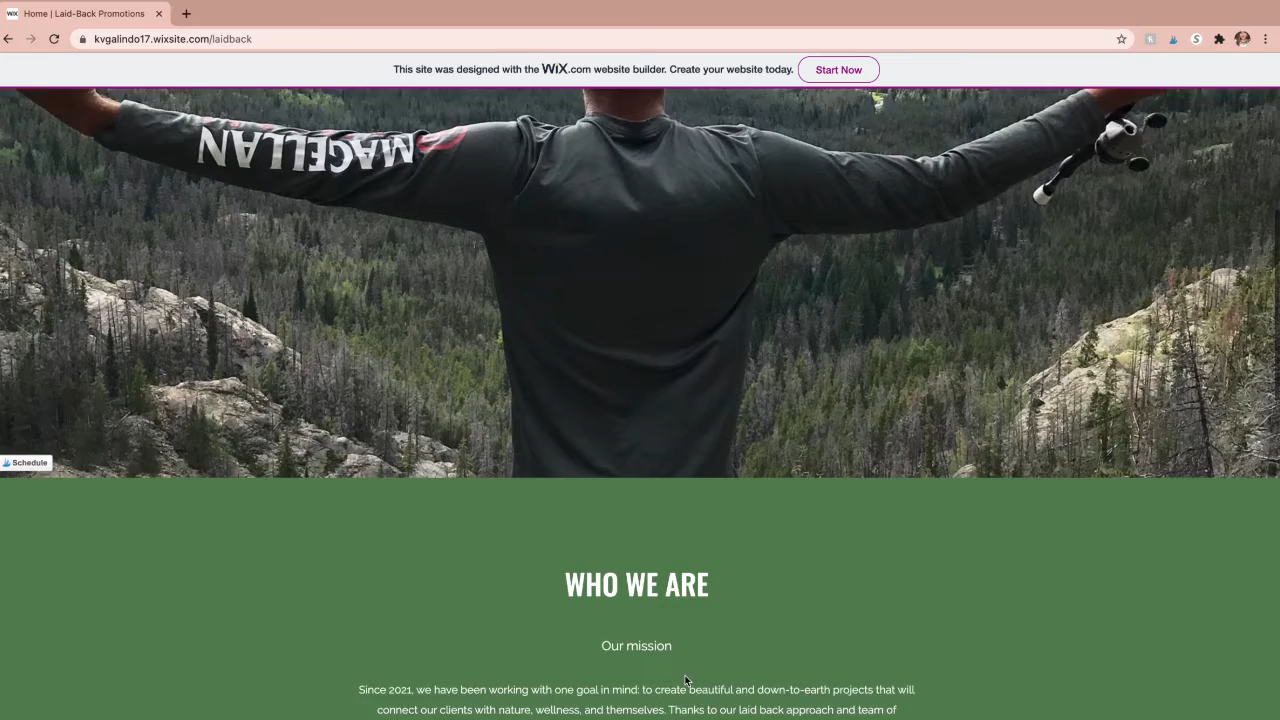 Home | Laid-Back Promotions
kvgalindo17.wixsite.com/laidback
This site was designed with the WiX.com website builder. Create your website today. Start Now
MAGELLAN
Schedule
WHO WE ARE
Our mission
Since 2021, we have been working with one goal in mind: to create beautiful and down-to-earth projects that will
connect our clients with nature, wellness, and themselves. Thanks to our laid back approach and team of